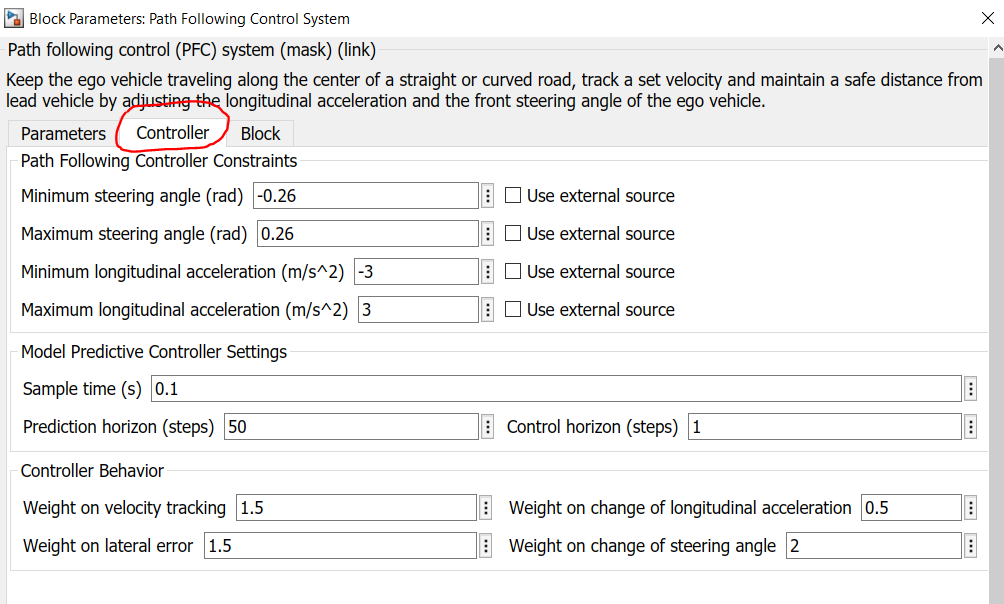 Block Parameters: Path Following Control System
Path following control (PFC) system (mask) (link)
Keep the ego vehicle traveling along the center of a straight or curved road, track a set velocity and maintain a safe distance from
lead vehicle by adjusting the longitudinal acceleration and the front steering angle of the ego vehicle.
Parameters Controller Block
Path Following Controller Constraints
Minimum steering angle (rad) -0.26 Use external source
Maximum steering angle (rad) 0.26 Use external source
Minimum longitudinal acceleration (m/s^2) -3 Use external source
Maximum longitudinal acceleration (m/s^2) 3 Use external source
Model Predictive Controller Settings
Sample time (s) 0.1
Prediction horizon (steps) 50 Control horizon (steps) 1
Controller Behavior
Weight on velocity tracking 1.5 Weight on change of longitudinal acceleration 0.5
Weight on lateral error 1.5 Weight on change of steering angle 2